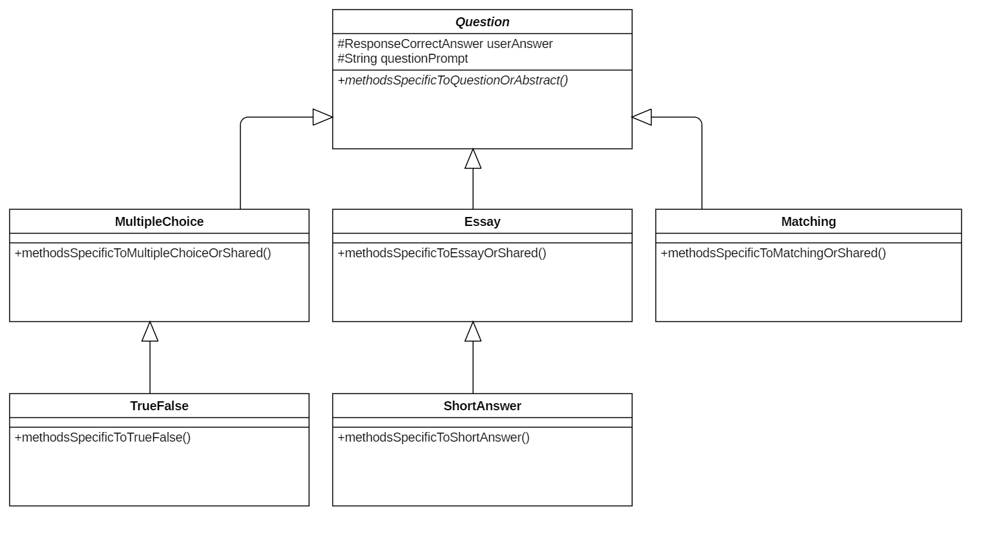 Question
#ResponseCorrectAnswer userAnswer
#String questionPrompt
+methodsSpecificToQuestionOrAbstract()
MultipleChoice
+methodsSpecificToMultipleChoiceOrShared()
Essay
+methodsSpecificToEssayOrShared()
Matching
+methodsSpecificToMatchingOrShared()
TrueFalse
+methodsSpecificToTrueFalse()
ShortAnswer
+methodsSpecificToShortAnswer()